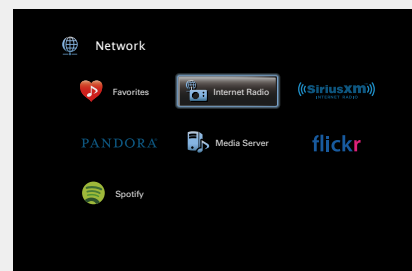 Network
Favorites
Internet Radio
((SiriusXM))
INTERNET RADIO
PANDORA
Media Server
flickr
Spotify